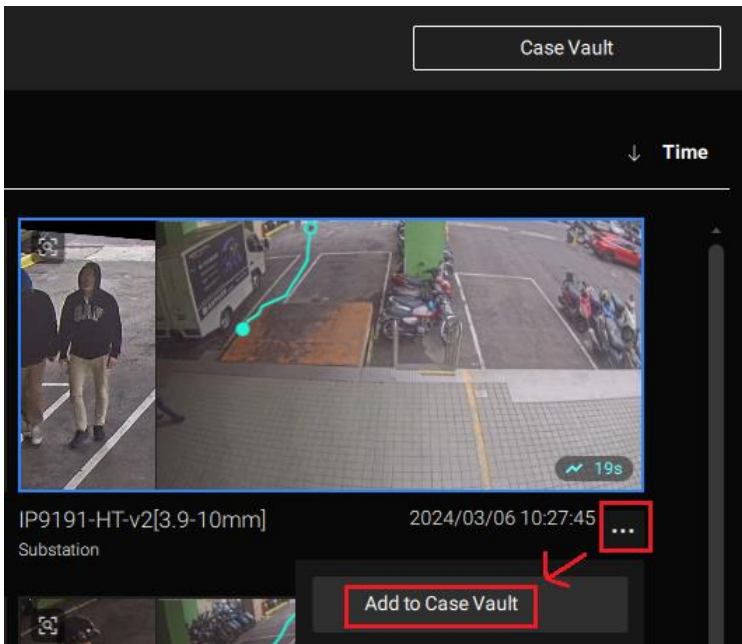 Case Vault
↓ Time
GAP
19s
IP9191-HT-v2[3.9-10mm]
2024/03/06 10:27:45 ...
Substation
Add to Case Vault